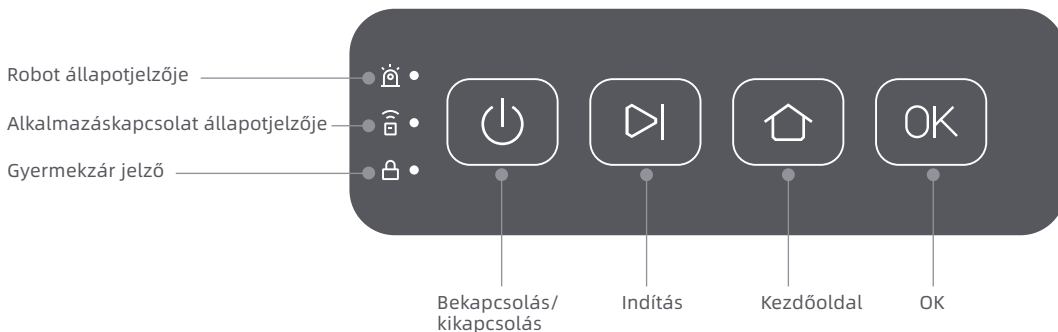 Robot állapotjelzője
Alkalmazáskapcsolat állapotjelzője
Gyermekzár jelző
OK
Bekapcsolás/
kikapcsolás
Indítás
Kezdőoldal
OK